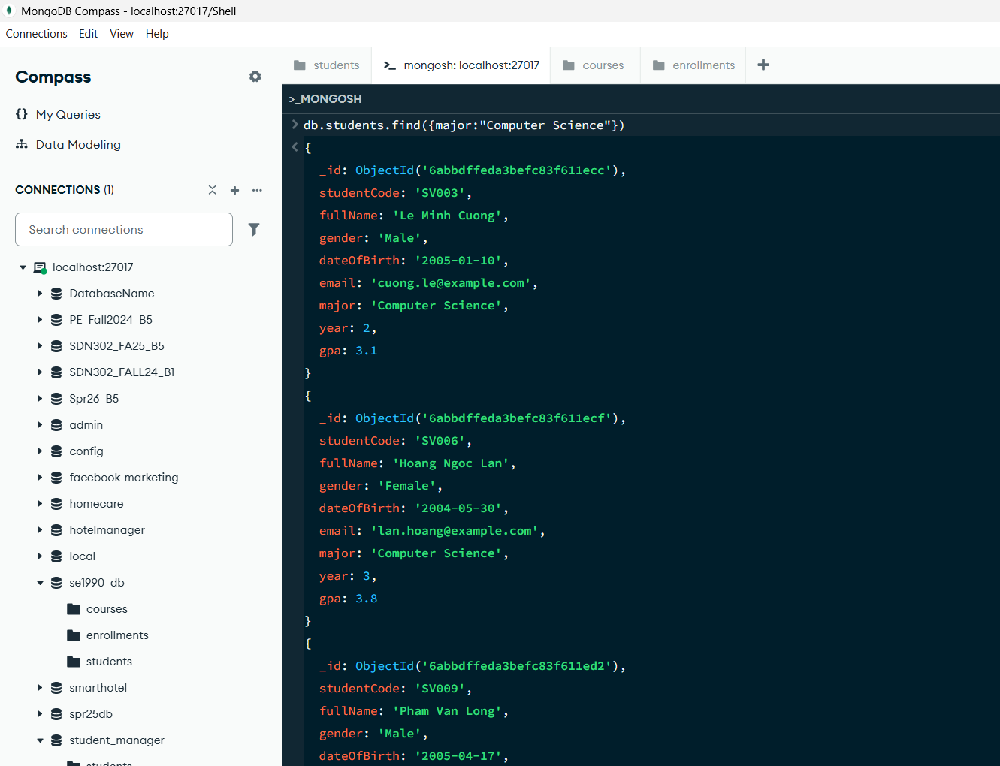 MongoDB Compass - localhost:27017/Shell
Connections Edit View Help
Compass
My Queries
Data Modeling
CONNECTIONS (1)
Search connections
localhost:27017
DatabaseName
PE_Fall2024_B5
SDN302_FA25_B5
SDN302_FALL24_B1
Spr26_B5
admin
config
facebook-marketing
homecare
hotelmanager
local
se1990_db
courses
enrollments
students
smarthotel
spr25db
student_manager
students
students >_ mongosh: localhost:27017 courses enrollments +
>_MONGOSH
> db.students.find({major:"Computer Science"})
< {
_id: ObjectId('6abbdffeda3befc83f611ecc'),
studentCode: 'SV003',
fullName: 'Le Minh Cuong',
gender: 'Male',
dateOfBirth: '2005-01-10',
email: 'cuong.le@example.com',
major: 'Computer Science',
year: 2,
gpa: 3.1
}
{
_id: ObjectId('6abbdffeda3befc83f611ecf'),
studentCode: 'SV006',
fullName: 'Hoang Ngoc Lan',
gender: 'Female',
dateOfBirth: '2004-05-30',
email: 'lan.hoang@example.com',
major: 'Computer Science',
year: 3,
gpa: 3.8
}
{
_id: ObjectId('6abbdffeda3befc83f611ed2'),
studentCode: 'SV009',
fullName: 'Pham Van Long',
gender: 'Male',
dateOfBirth: '2005-04-17',